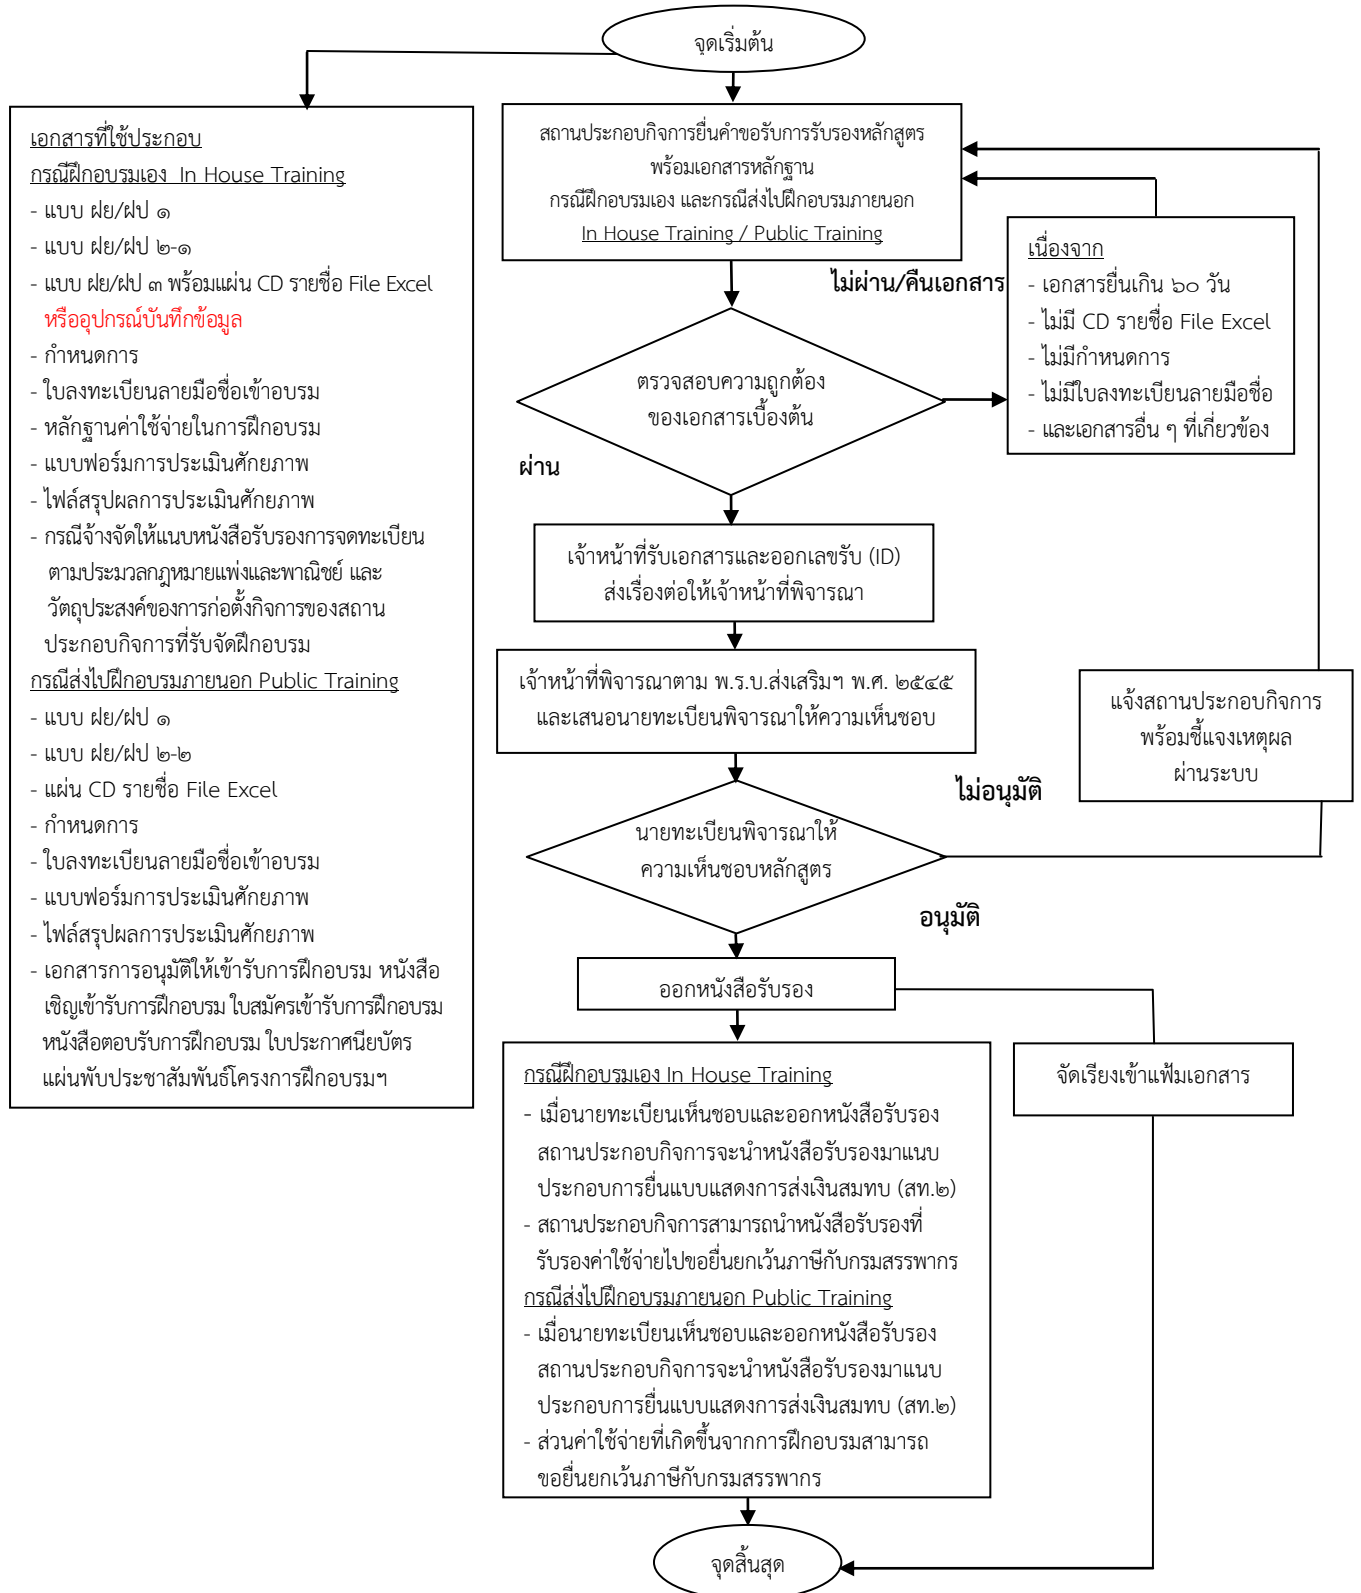 จุดเริ่มต้น
เอกสารที่ใช้ประกอบ
กรณีฝึกอบรมเอง  In House Training
- แบบ ฝย/ฝป ๑
- แบบ ฝย/ฝป ๒-๑
- แบบ ฝย/ฝป ๓ พร้อมแผ่น CD รายชื่อ File Excel
หรืออุปกรณ์บันทึกข้อมูล
- กำหนดการ
- ใบลงทะเบียนลายมือชื่อเข้าอบรม
- หลักฐานค่าใช้จ่ายในการฝึกอบรม
- แบบฟอร์มการประเมินศักยภาพ
- ไฟล์สรุปผลการประเมินศักยภาพ
- กรณีจ้างจัดให้แนบหนังสือรับรองการจดทะเบียน
ตามประมวลกฎหมายแพ่งและพาณิชย์ และ
วัตถุประสงค์ของการก่อตั้งกิจการของสถาน
ประกอบกิจการที่รับจัดฝึกอบรม
กรณีส่งไปฝึกอบรมภายนอก Public Training
- แบบ ฝย/ฝป ๑
- แบบ ฝย/ฝป ๒-๒
- แผ่น CD รายชื่อ File Excel
- กำหนดการ
- ใบลงทะเบียนลายมือชื่อเข้าอบรม
- แบบฟอร์มการประเมินศักยภาพ
- ไฟล์สรุปผลการประเมินศักยภาพ
- เอกสารการอนุมัติให้เข้ารับการฝึกอบรม หนังสือ
เชิญเข้ารับการฝึกอบรม ใบสมัครเข้ารับการฝึกอบรม
หนังสือตอบรับการฝึกอบรม ใบประกาศนียบัตร
แผ่นพับประชาสัมพันธ์โครงการฝึกอบรมฯ
สถานประกอบกิจการยื่นคำขอรับการรับรองหลักสูตร
พร้อมเอกสารหลักฐาน
กรณีฝึกอบรมเอง และกรณีส่งไปฝึกอบรมภายนอก
In House Training / Public Training
ไม่ผ่าน/คืนเอกสาร
เนื่องจาก
- เอกสารยื่นเกิน ๖๐ วัน
- ไม่มี CD รายชื่อ File Excel
- ไม่มีกำหนดการ
- ไม่มีใบลงทะเบียนลายมือชื่อ
- และเอกสารอื่น ๆ ที่เกี่ยวข้อง
ตรวจสอบความถูกต้อง
ของเอกสารเบื้องต้น
ผ่าน
เจ้าหน้าที่รับเอกสารและออกเลขรับ (ID)
ส่งเรื่องต่อให้เจ้าหน้าที่พิจารณา
เจ้าหน้าที่พิจารณาตาม พ.ร.บ.ส่งเสริมฯ พ.ศ. ๒๕๔๕
และเสนอนายทะเบียนพิจารณาให้ความเห็นชอบ
แจ้งสถานประกอบกิจการ
พร้อมชี้แจงเหตุผล
ผ่านระบบ
ไม่อนุมัติ
นายทะเบียนพิจารณาให้
ความเห็นชอบหลักสูตร
อนุมัติ
ออกหนังสือรับรอง
จัดเรียงเข้าแฟ้มเอกสาร
กรณีฝึกอบรมเอง In House Training
- เมื่อนายทะเบียนเห็นชอบและออกหนังสือรับรอง
สถานประกอบกิจการจะนำหนังสือรับรองมาแนบ
ประกอบการยื่นแบบแสดงการส่งเงินสมทบ (สท.๒)
- สถานประกอบกิจการสามารถนำหนังสือรับรองที่
รับรองค่าใช้จ่ายไปขอยื่นยกเว้นภาษีกับกรมสรรพากร
กรณีส่งไปฝึกอบรมภายนอก Public Training
- เมื่อนายทะเบียนเห็นชอบและออกหนังสือรับรอง
สถานประกอบกิจการจะนำหนังสือรับรองมาแนบ
ประกอบการยื่นแบบแสดงการส่งเงินสมทบ (สท.๒)
- ส่วนค่าใช้จ่ายที่เกิดขึ้นจากการฝึกอบรมสามารถ
ขอยื่นยกเว้นภาษีกับกรมสรรพากร
จุดสิ้นสุด